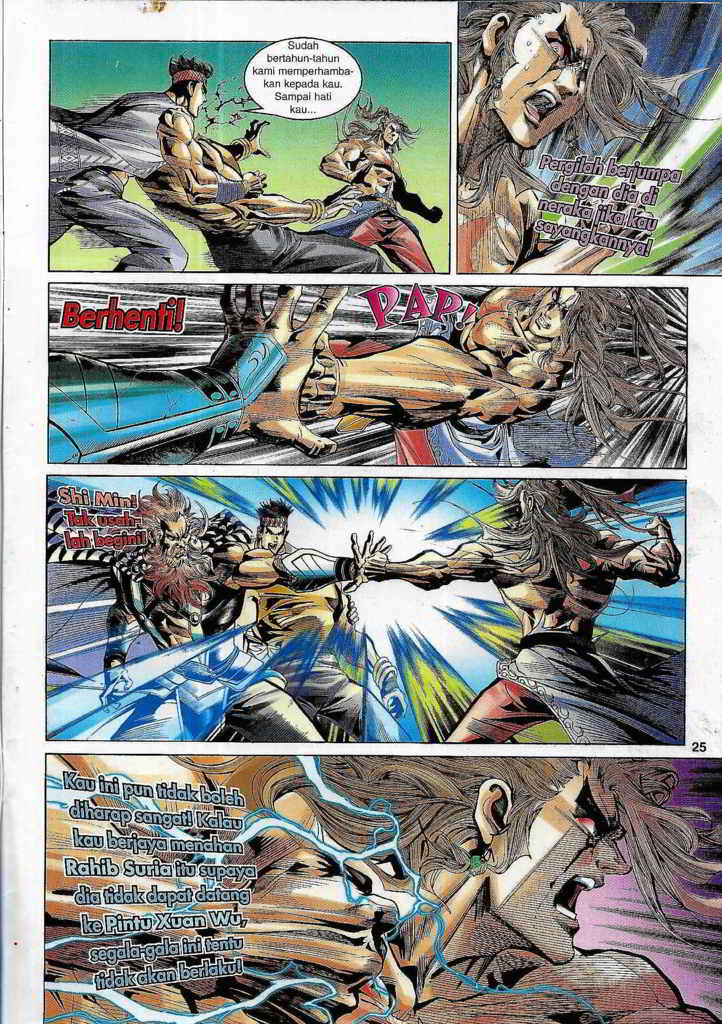 Sudah
bertahun-tahun
kami memperhamba-
kan kepada kau.
Sampai hati
kau...
Pergilah berjumpa
dengan dia di
neraka jika kau
sayangkannya!
Berhenti!
PAP!
Shi Min!
Tak usah-
lah begini!
25
Kau ini pun tidak boleh
diharap sangat! Kalau
kau berjaya menahan
Rahib Suria itu supaya
dia tidak dapat datang
ke Pintu Xuan Wu,
segala-gala ini tentu
tidak akan berlaku!